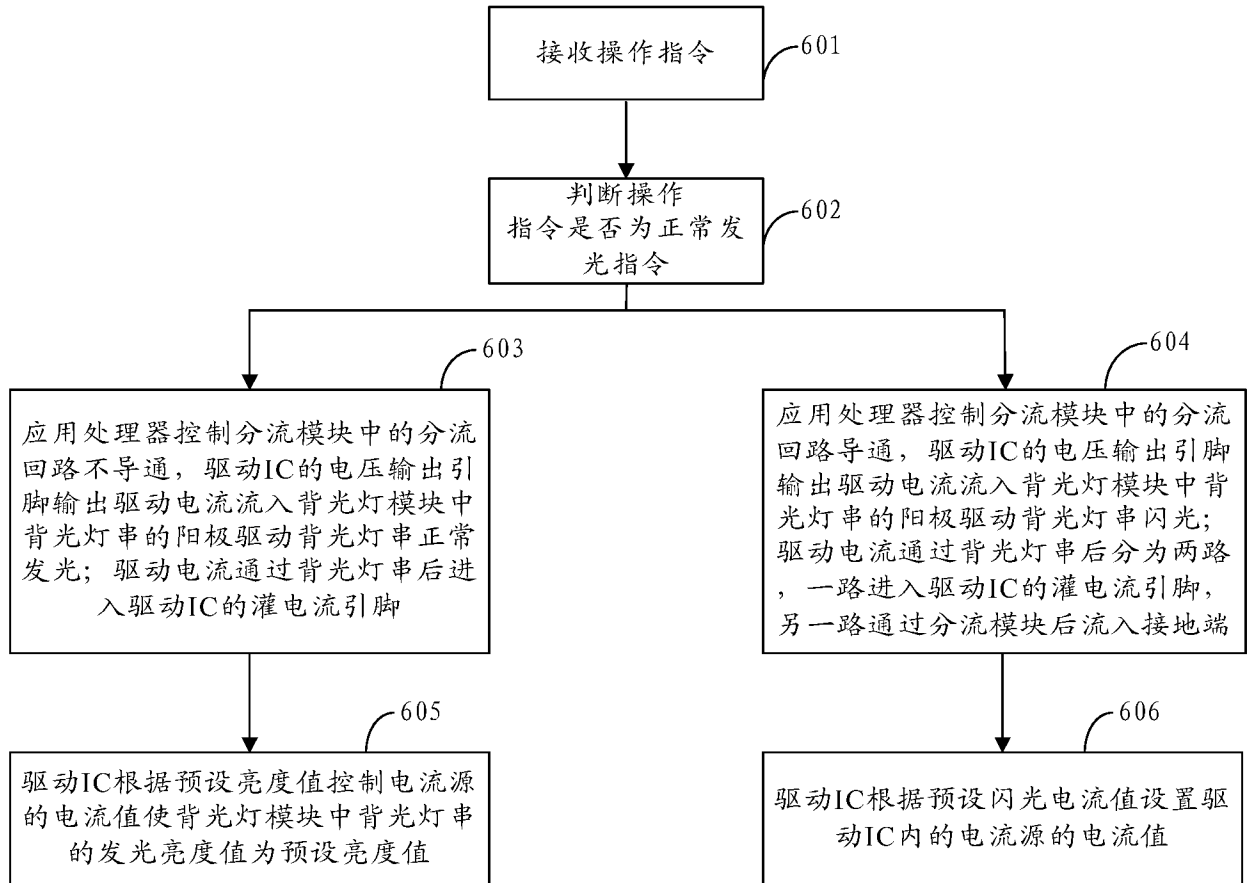 接收操作指令
601
判断操作
指令是否为正常发
光指令
602
603
应用处理器控制分流模块中的分流
回路不导通，驱动IC的电压输出引
脚输出驱动电流流入背光灯模块中
背光灯串的阳极驱动背光灯串正常
发光；驱动电流通过背光灯串后进
入驱动IC的灌电流引脚
604
应用处理器控制分流模块中的分流
回路导通，驱动IC的电压输出引脚
输出驱动电流流入背光灯模块中背
光灯串的阳极驱动背光灯串闪光；
驱动电流通过背光灯串后分为两路
，一路进入驱动IC的灌电流引脚，
另一路通过分流模块后流入接地端
605
驱动IC根据预设亮度值控制电流源
的电流值使背光灯模块中背光灯串
的发光亮度值为预设亮度值
606
驱动IC根据预设闪光电流值设置驱
动IC内的电流源的电流值